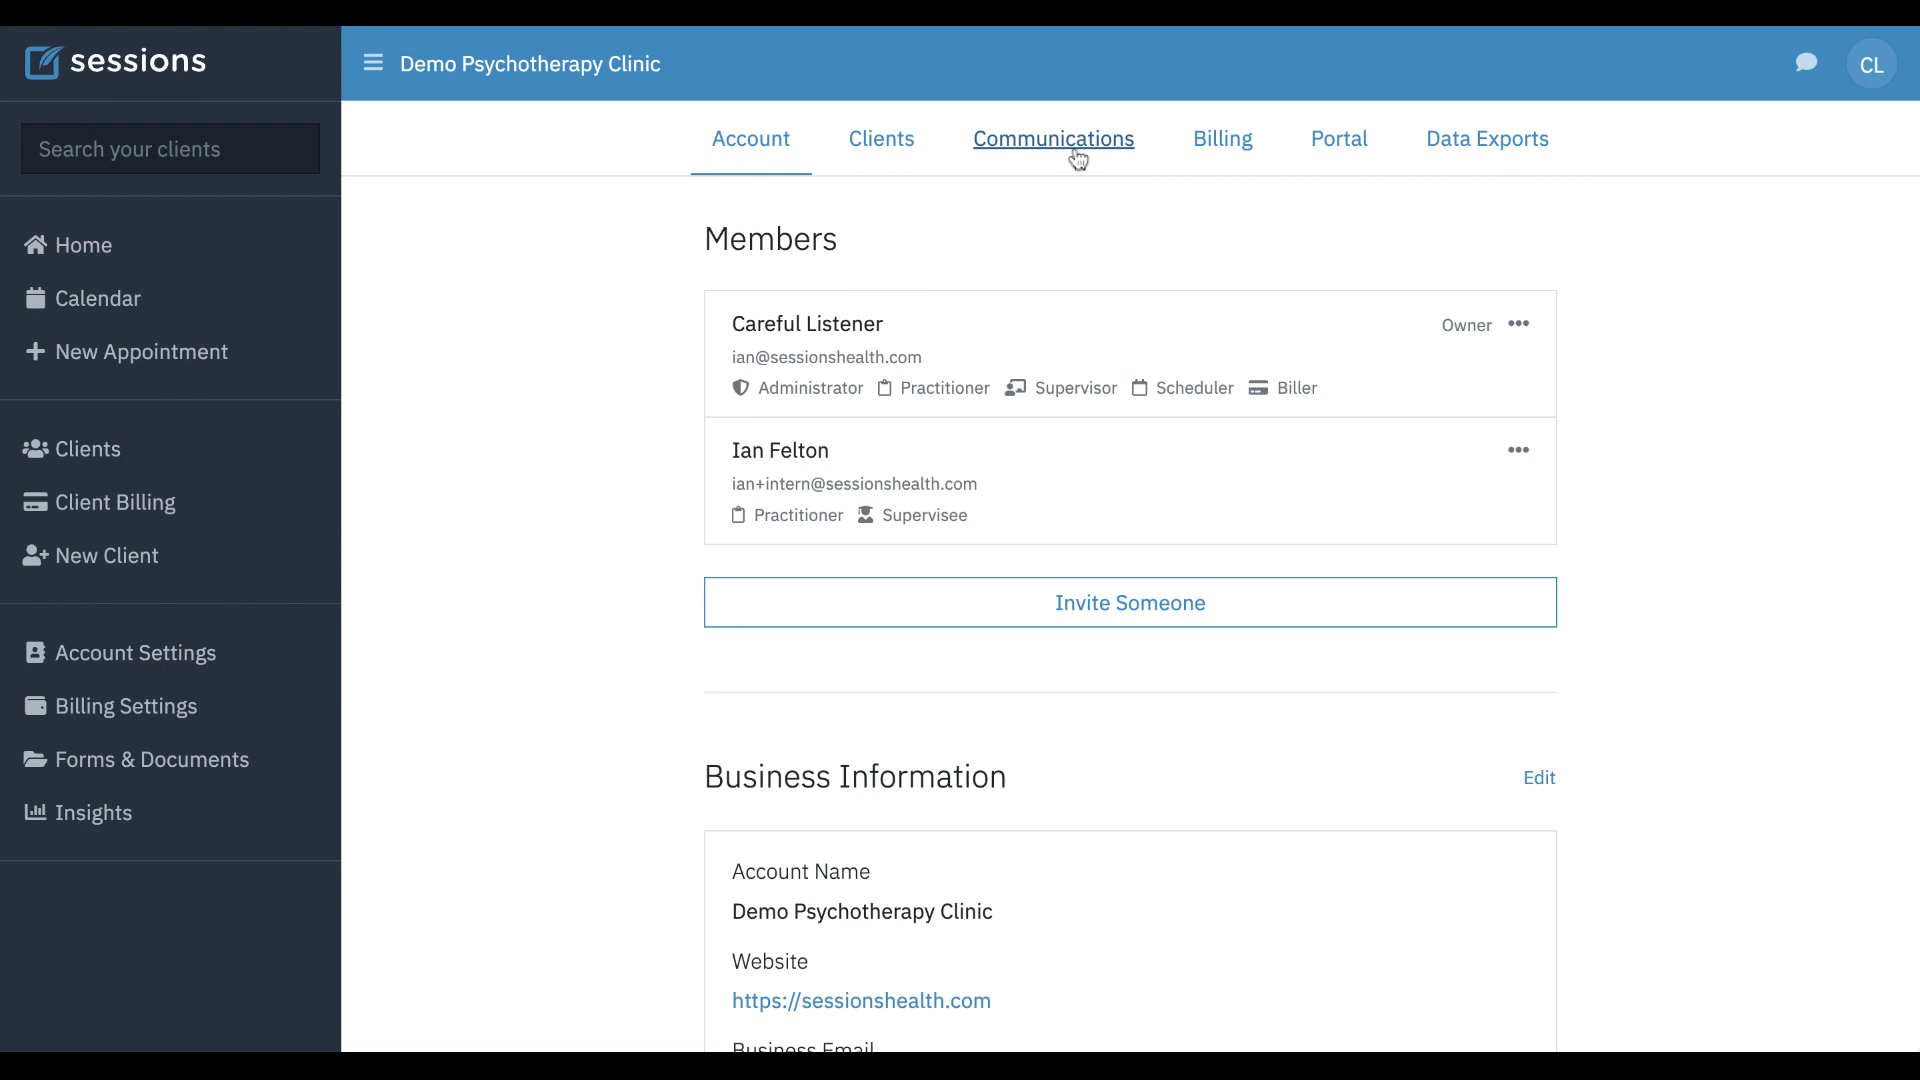 sessions
Demo Psychotherapy Clinic
CL
Search your clients
Home
Calendar
New Appointment
Clients
Client Billing
New Client
Account Settings
Billing Settings
Forms & Documents
Insights
Account Clients Communications Billing Portal Data Exports
Members
Careful Listener
Owner
ian@sessionshealth.com
Administrator Practitioner Supervisor Scheduler Biller
Ian Felton
ian+intern@sessionshealth.com
Practitioner Supervisee
Invite Someone
Business Information
Edit
Account Name
Demo Psychotherapy Clinic
Website
https://sessionshealth.com
Business Email